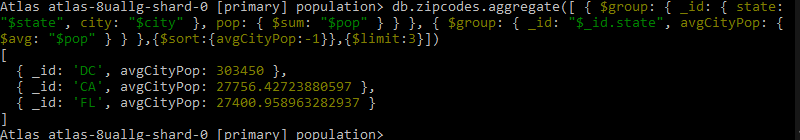 Atlas atlas-8uallg-shard-0 [primary] population> db.zipcodes.aggregate([ { $group: { _id: { state:
"$state", city: "$city" }, pop: { $sum: "$pop" } } }, { $group: { _id: "$_id.state", avgCityPop: {
$avg: "$pop" } } },{$sort:{avgCityPop:-1}},{$limit:3}])
[
  { _id: 'DC', avgCityPop: 303450 },
  { _id: 'CA', avgCityPop: 27756.42723880597 },
  { _id: 'FL', avgCityPop: 27400.958963282937 }
]
Atlas atlas-8uallg-shard-0 [primary] population>